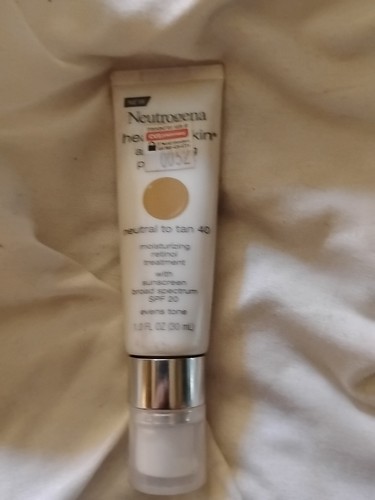 NEW
Neutrogena
0052
neutral to tan 40
moisturizing
retinol
treatment
with
sunscreen
broad spectrum
SPF 20
evens tone
1.0 FL OZ (30 mL)